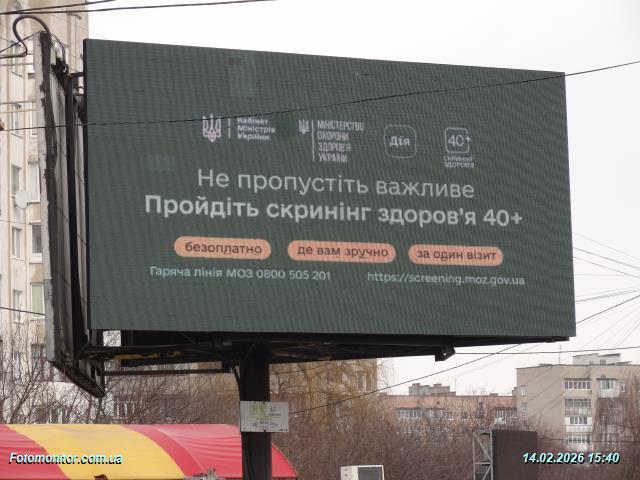 Кабінет
Міністрів
України
МІНІСТЕРСТВО
ОХОРОНИ
ЗДОРОВ'Я
УКРАЇНИ
Дія
40+
СКРИНІНГ
ЗДОРОВ'Я
Не пропустіть важливе
Пройдіть скринінг здоров'я 40+
безоплатно
де вам зручно
за один візит
Гаряча лінія МОЗ 0800 505 201
https://screening.moz.gov.ua
Fotomonitor.com.ua
14.02.2026 15:40